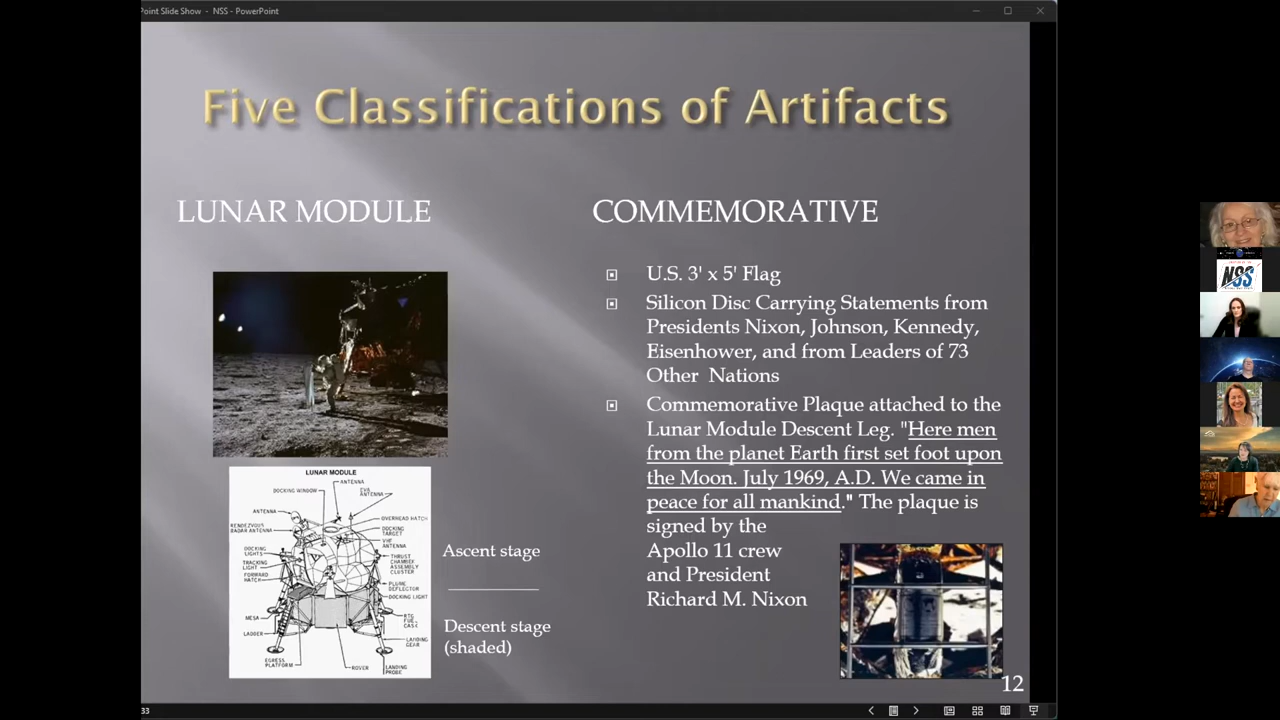 Point Slide Show - NSS - PowerPoint
Five Classifications of Artifacts
LUNAR MODULE
COMMEMORATIVE
U.S. 3' x 5' Flag
Silicon Disc Carrying Statements from
Presidents Nixon, Johnson, Kennedy,
Eisenhower, and from Leaders of 73
Other Nations
Commemorative Plaque attached to the
Lunar Module Descent Leg. "Here men
from the planet Earth first set foot upon
the Moon. July 1969, A.D. We came in
peace for all mankind." The plaque is
signed by the
Apollo 11 crew
and President
Richard M. Nixon
LUNAR MODULE
ANTENNA
DOCKING WINDOW
EVA
ANTENNA
ANTENNA
OVERHEAD HATCH
RENDEZVOUS
RADAR ANTENNA
DOCKING
TARGET
VHF
ANTENNA
DOCKING
LIGHTS
THRUST
CHAMBER
ASSEMBLY
CLUSTER
TRACKING
LIGHT
FORWARD
HATCH
PLUME
DEFLECTOR
DOCKING LIGHT
MESA
RTG
FUEL
CASK
LADDER
LANDING
GEAR
EGRESS
PLATFORM
ROVER
LANDING
PROBE
Ascent stage
Descent stage
(shaded)
12
33
NSS